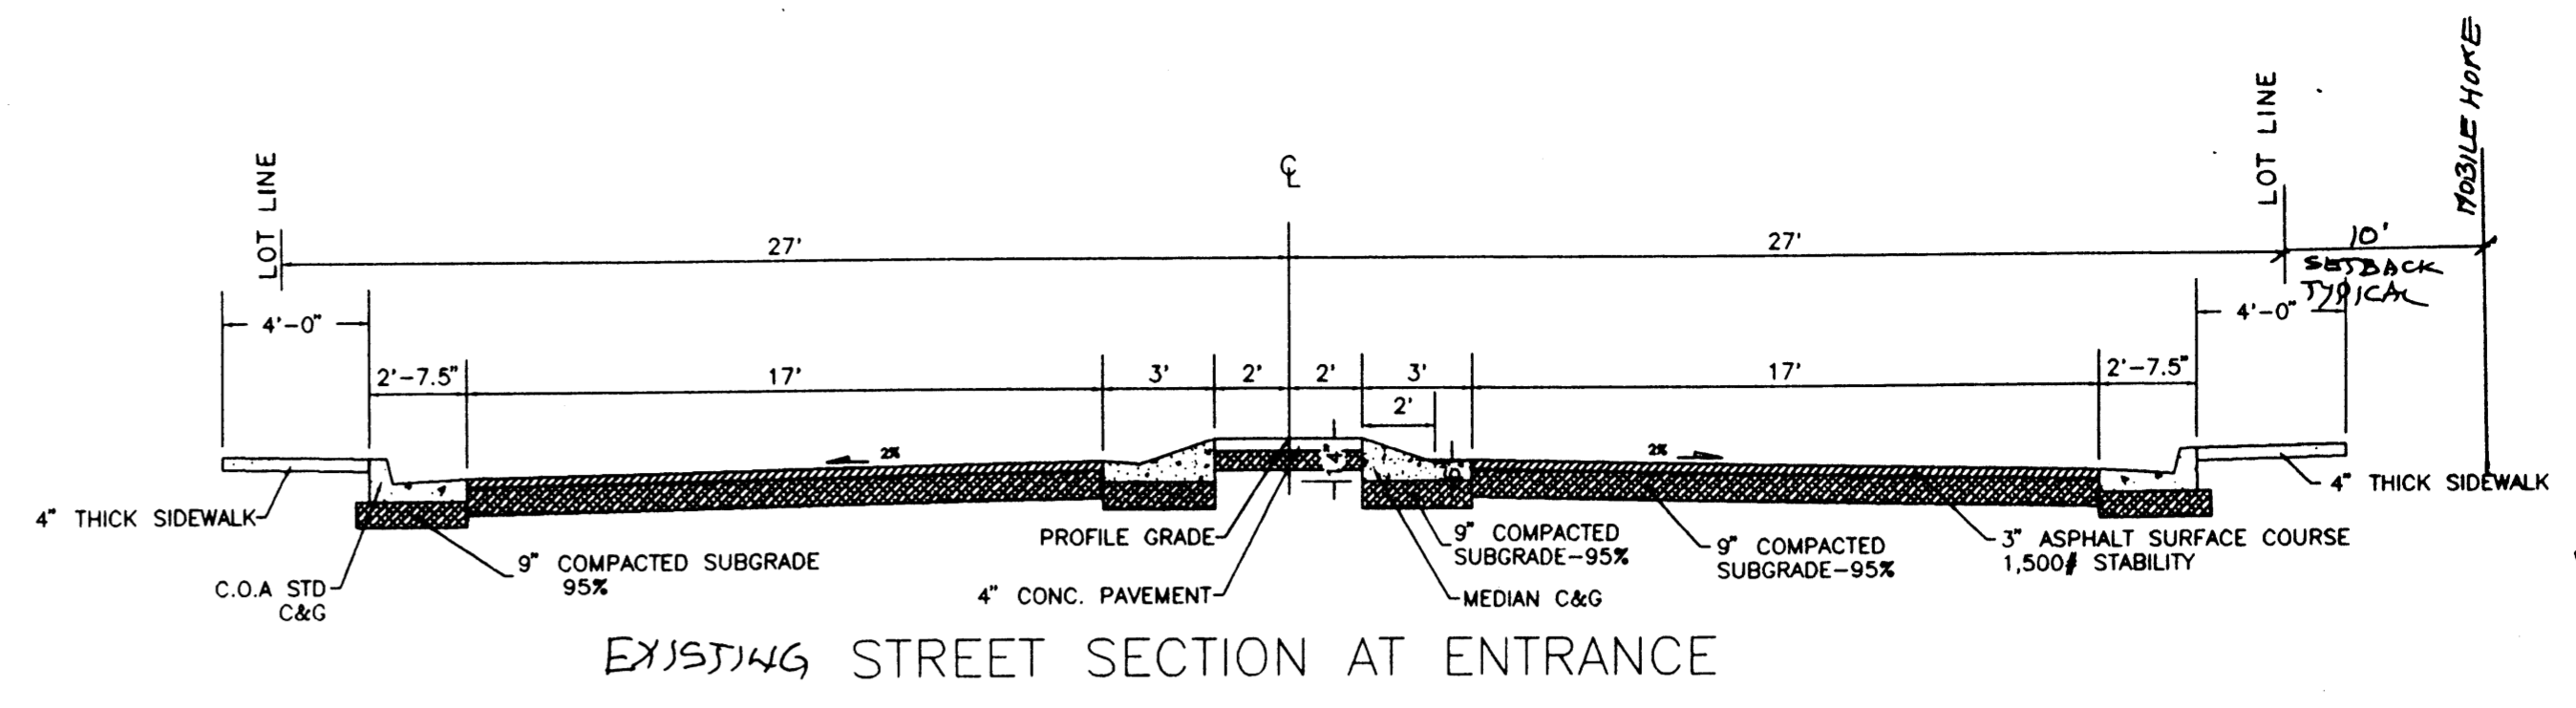 MOBILE HOME
LOT LINE
LOT LINE
℄
27'
27'
10'
SETBACK
TYPICAL
4'-0"
4'-0"
2'-7.5"
17'
3'
2'
2'
3'
17'
2'-7.5"
2'
2%
2%
14"
4" THICK SIDEWALK
4" THICK SIDEWALK
PROFILE GRADE
9" COMPACTED
SUBGRADE-95%
9" COMPACTED
SUBGRADE-95%
3" ASPHALT SURFACE COURSE
1,500# STABILITY
9" COMPACTED SUBGRADE
95%
C.O.A STD
C&G
4" CONC. PAVEMENT
MEDIAN C&G
EXISTING STREET SECTION AT ENTRANCE